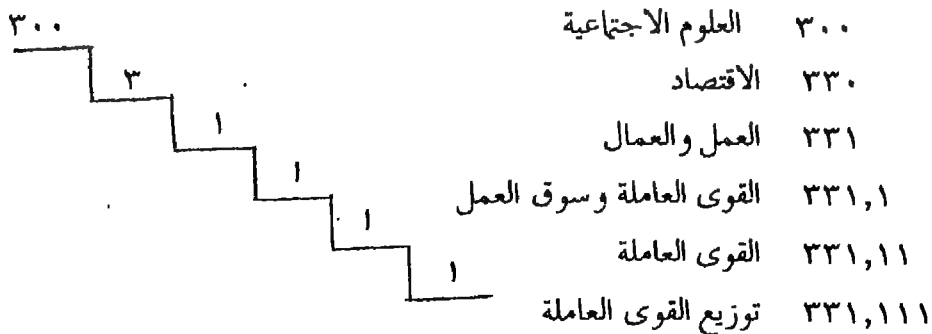 ٣٠٠ العلوم الاجتماعية
٣٣٠ الاقتصاد
٣٣١ العمل والعمال
٣٣١,١ القوى العاملة وسوق العمل
٣٣١,١١ القوى العاملة
٣٣١,١١١ توزيع القوى العاملة
٣٠٠
٣
١
١
١
١